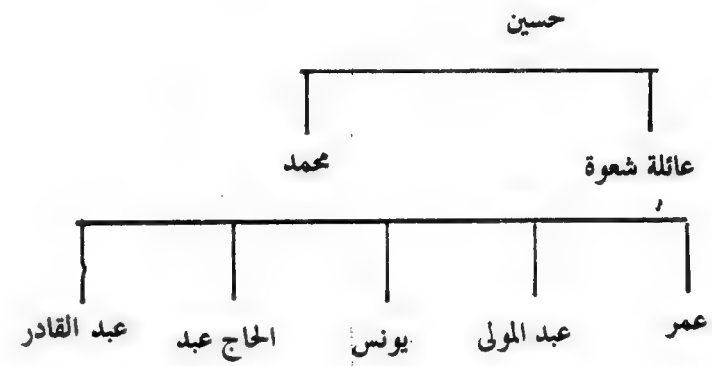 حسين
عائلة شعوة محمد
عمر عبد المولى يونس الحاج عبد عبد القادر